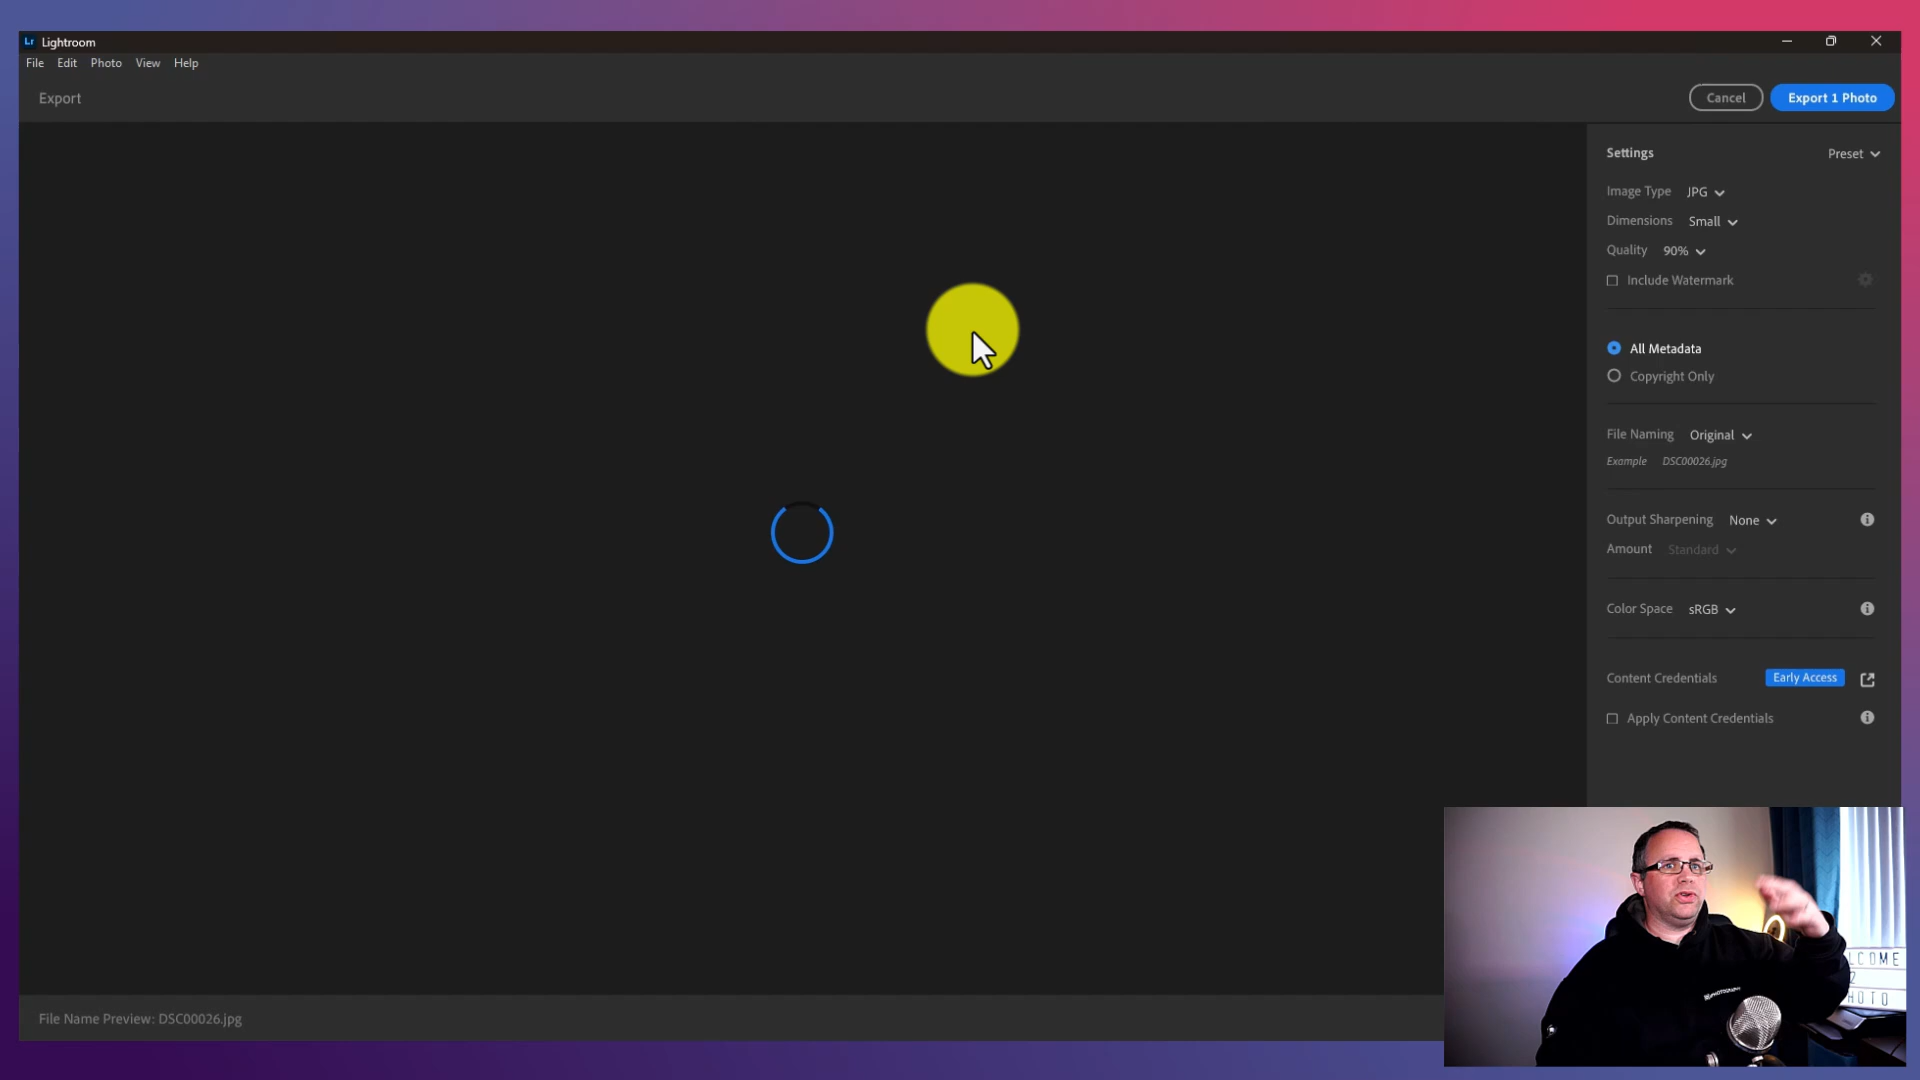 Lr Lightroom
File Edit Photo View Help
Export
Cancel
Export 1 Photo
Settings
Preset
Image Type JPG
Dimensions Small
Quality 90%
Include Watermark
All Metadata
Copyright Only
File Naming Original
Example DSC00026.jpg
Output Sharpening None
Amount Standard
Color Space sRGB
Content Credentials Early Access
Apply Content Credentials
File Name Preview: DSC00026.jpg
LCOME
2
HOTO